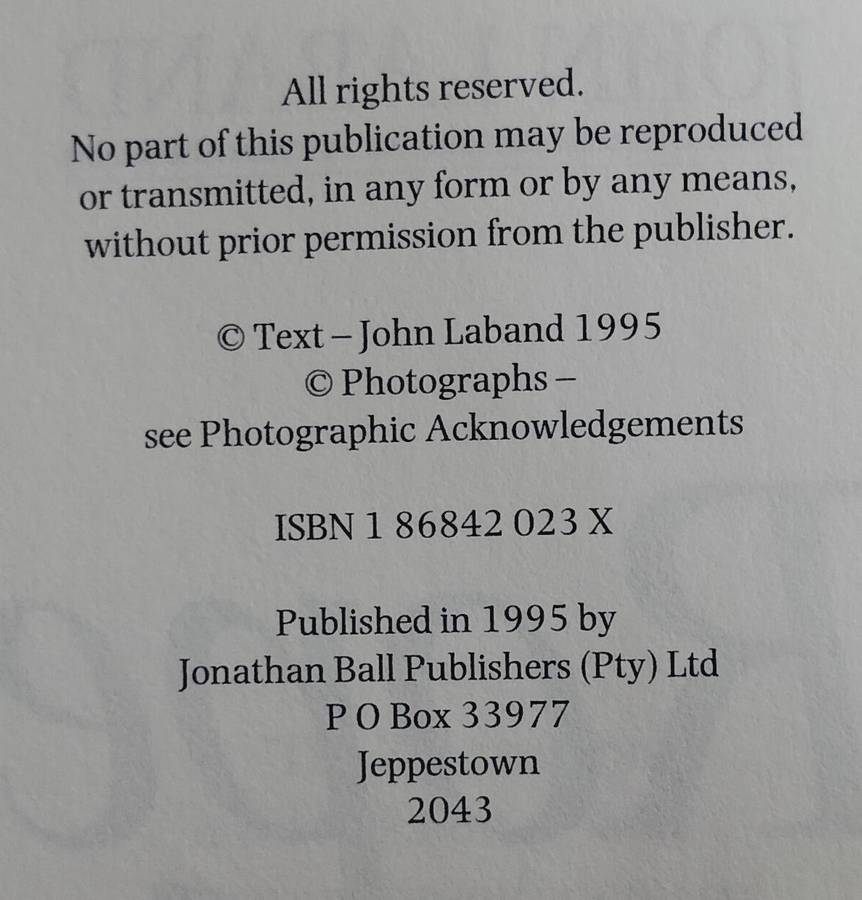 All rights reserved.
No part of this publication may be reproduced
or transmitted, in any form or by any means,
without prior permission from the publisher.
© Text – John Laband 1995
© Photographs –
see Photographic Acknowledgements
ISBN 1 86842 023 X
Published in 1995 by
Jonathan Ball Publishers (Pty) Ltd
P O Box 33977
Jeppestown
2043